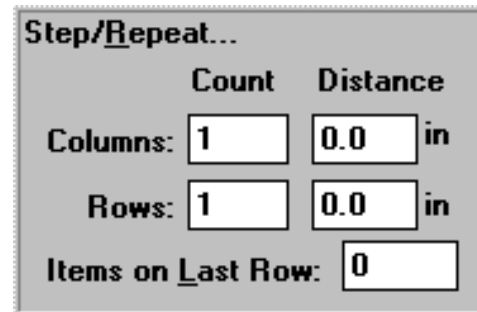 Step/Repeat...
Count Distance
Columns: 1 0.0 in
Rows: 1 0.0 in
Items on Last Row: 0